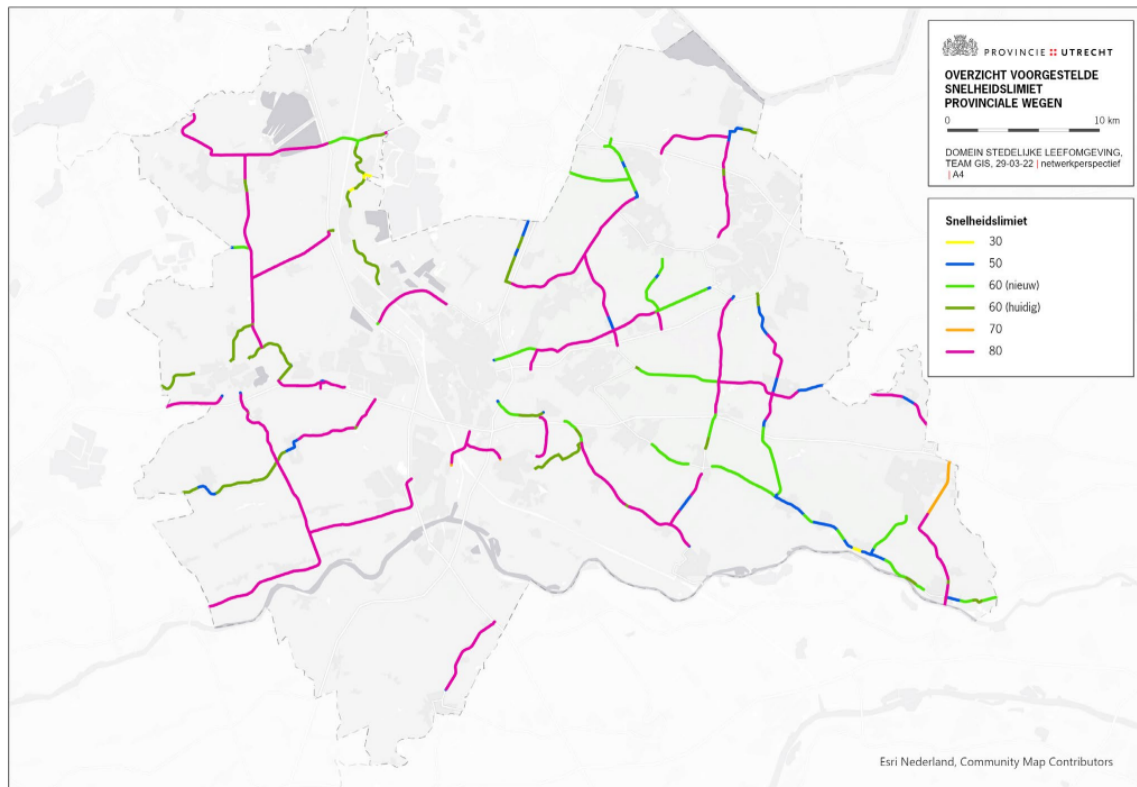 PROVINCIE UTRECHT
OVERZICHT VOORGESTELDE
SNELHEIDSLIMIET
PROVINCIALE WEGEN
0 10 km
DOMEIN STEDELIJKE LEEFOMGEVING,
TEAM GIS, 29-03-22 | netwerkperspectief
| A4
Snelheidslimiet
30
50
60 (nieuw)
60 (huidig)
70
80
Esri Nederland, Community Map Contributors